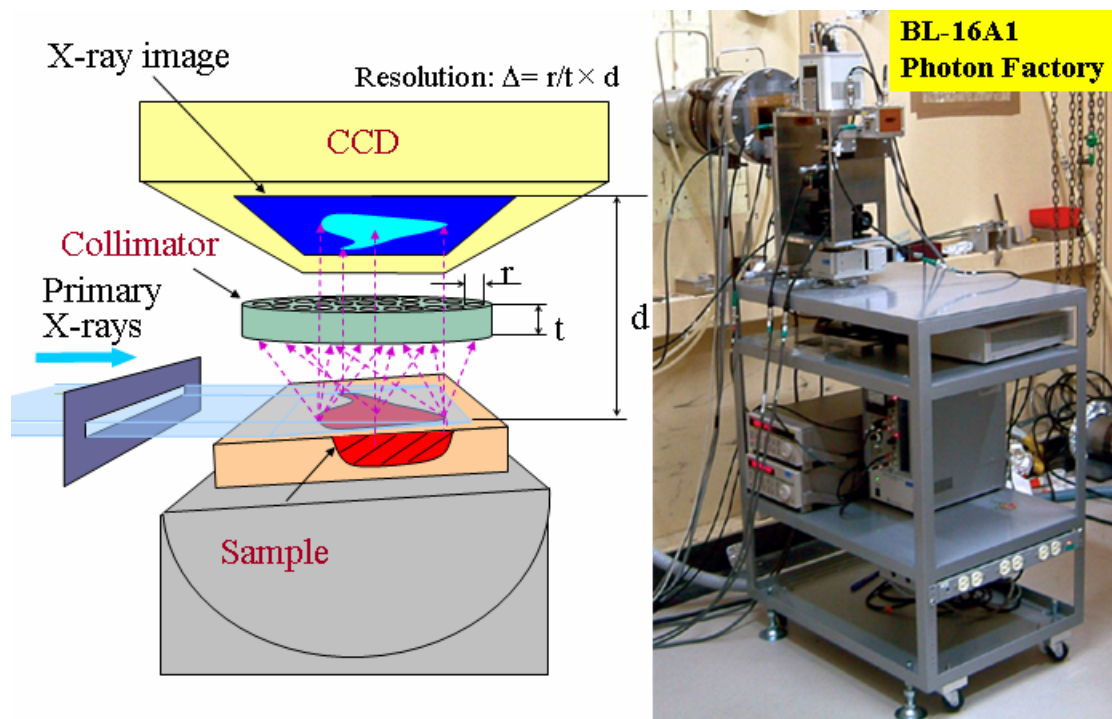 X-ray image
Resolution: Δ= r/t × d
CCD
Collimator
Primary
X-rays
r
t
d
Sample
BL-16A1
Photon Factory